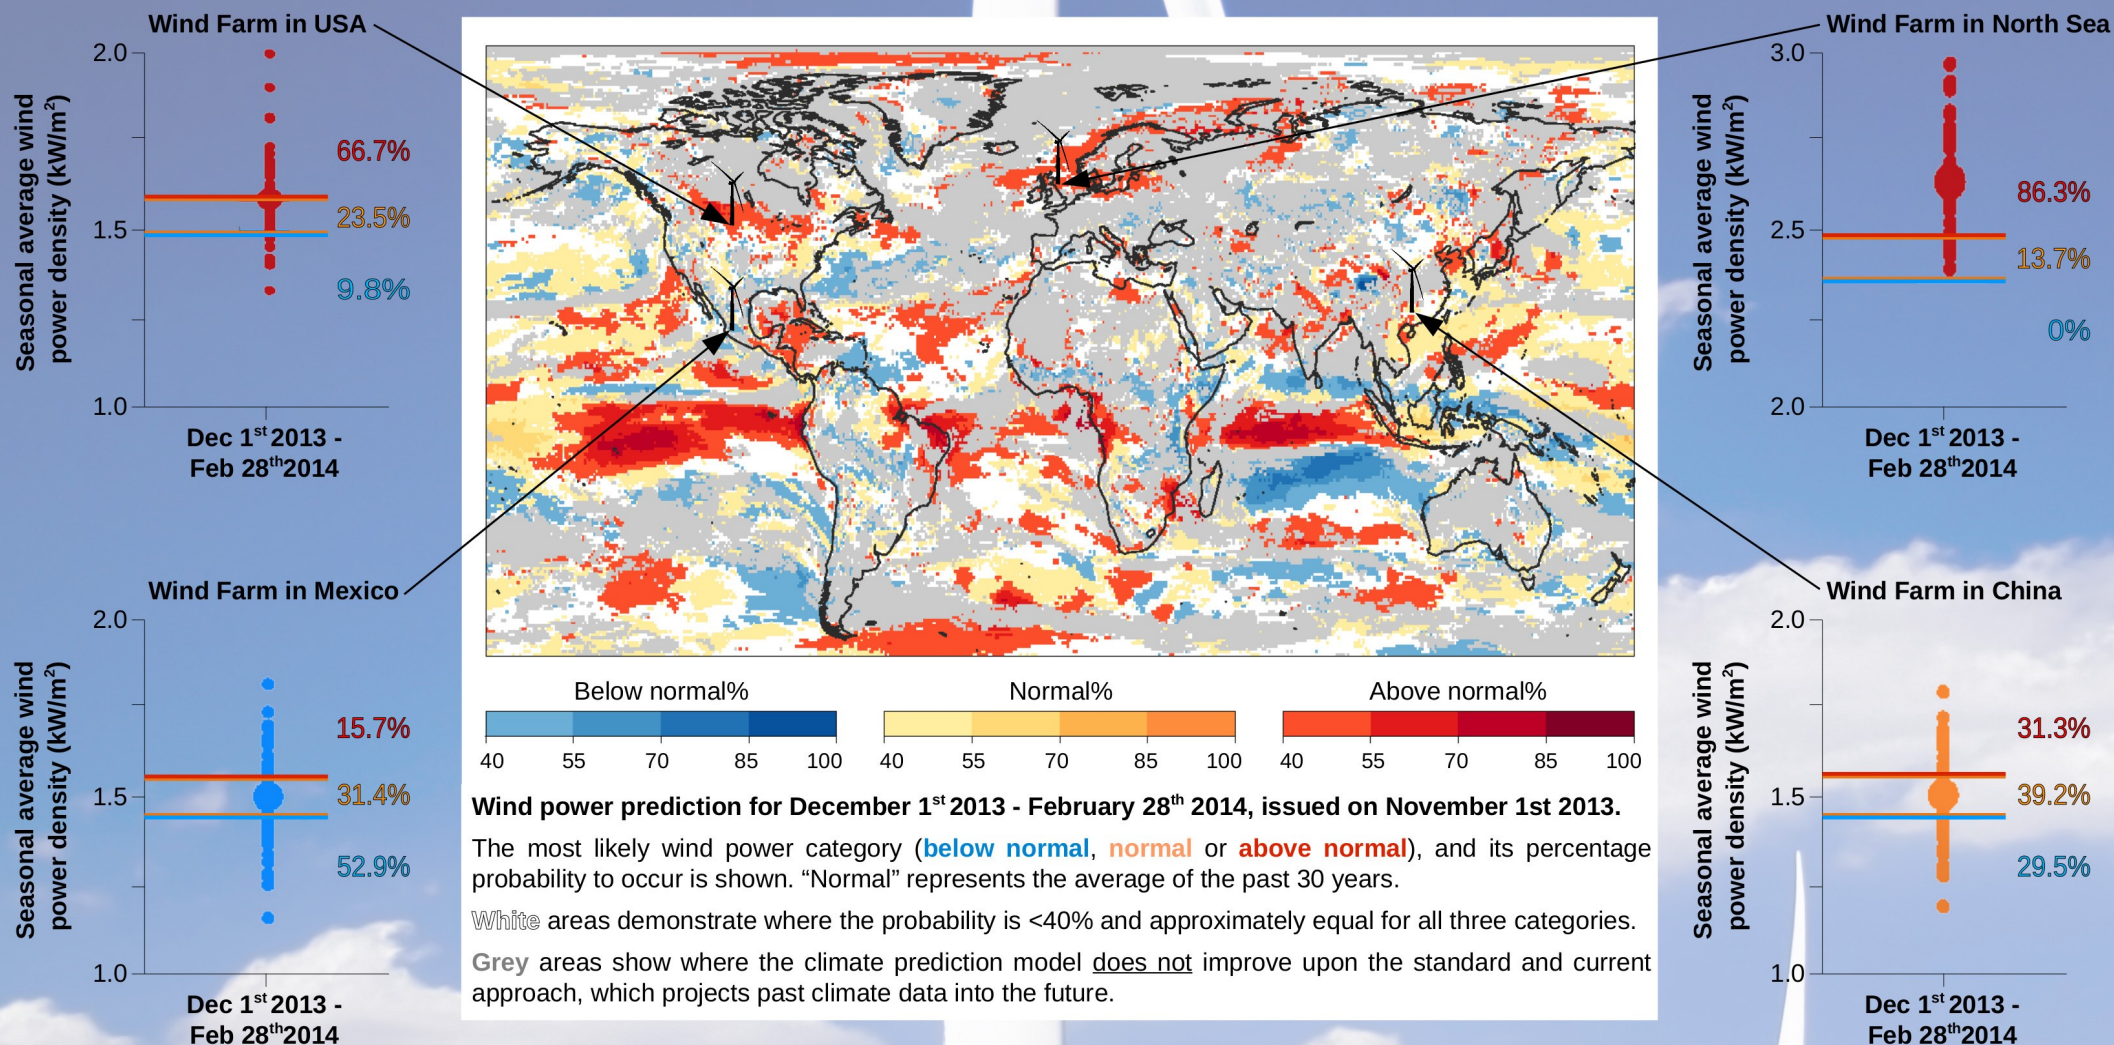 Wind Farm in USA
Seasonal average wind
power density (kW/m²)
2.0
1.5
1.0
66.7%
23.5%
9.8%
Dec 1st 2013 -
Feb 28th2014
Wind Farm in Mexico
Seasonal average wind
power density (kW/m²)
2.0
1.5
1.0
15.7%
31.4%
52.9%
Dec 1st 2013 -
Feb 28th2014
Below normal%
40 55 70 85 100
Normal%
40 55 70 85 100
Above normal%
40 55 70 85 100
Wind power prediction for December 1st 2013 - February 28th 2014, issued on November 1st 2013.
The most likely wind power category (below normal, normal or above normal), and its percentage
probability to occur is shown. “Normal” represents the average of the past 30 years.
White areas demonstrate where the probability is <40% and approximately equal for all three categories.
Grey areas show where the climate prediction model does not improve upon the standard and current
approach, which projects past climate data into the future.
Wind Farm in North Sea
Seasonal average wind
power density (kW/m²)
3.0
2.5
2.0
86.3%
13.7%
0%
Dec 1st 2013 -
Feb 28th2014
Wind Farm in China
Seasonal average wind
power density (kW/m²)
2.0
1.5
1.0
31.3%
39.2%
29.5%
Dec 1st 2013 -
Feb 28th2014